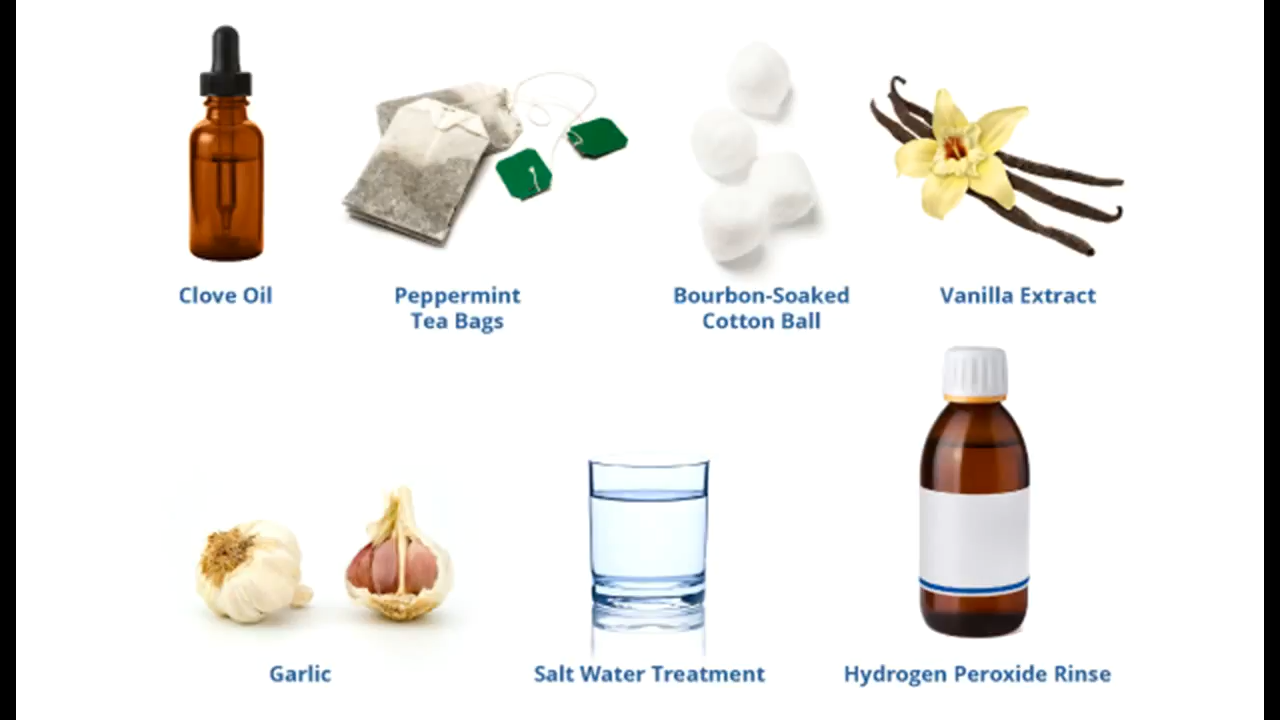 Clove Oil
Peppermint
Tea Bags
Bourbon-Soaked
Cotton Ball
Vanilla Extract
Garlic
Salt Water Treatment
Hydrogen Peroxide Rinse